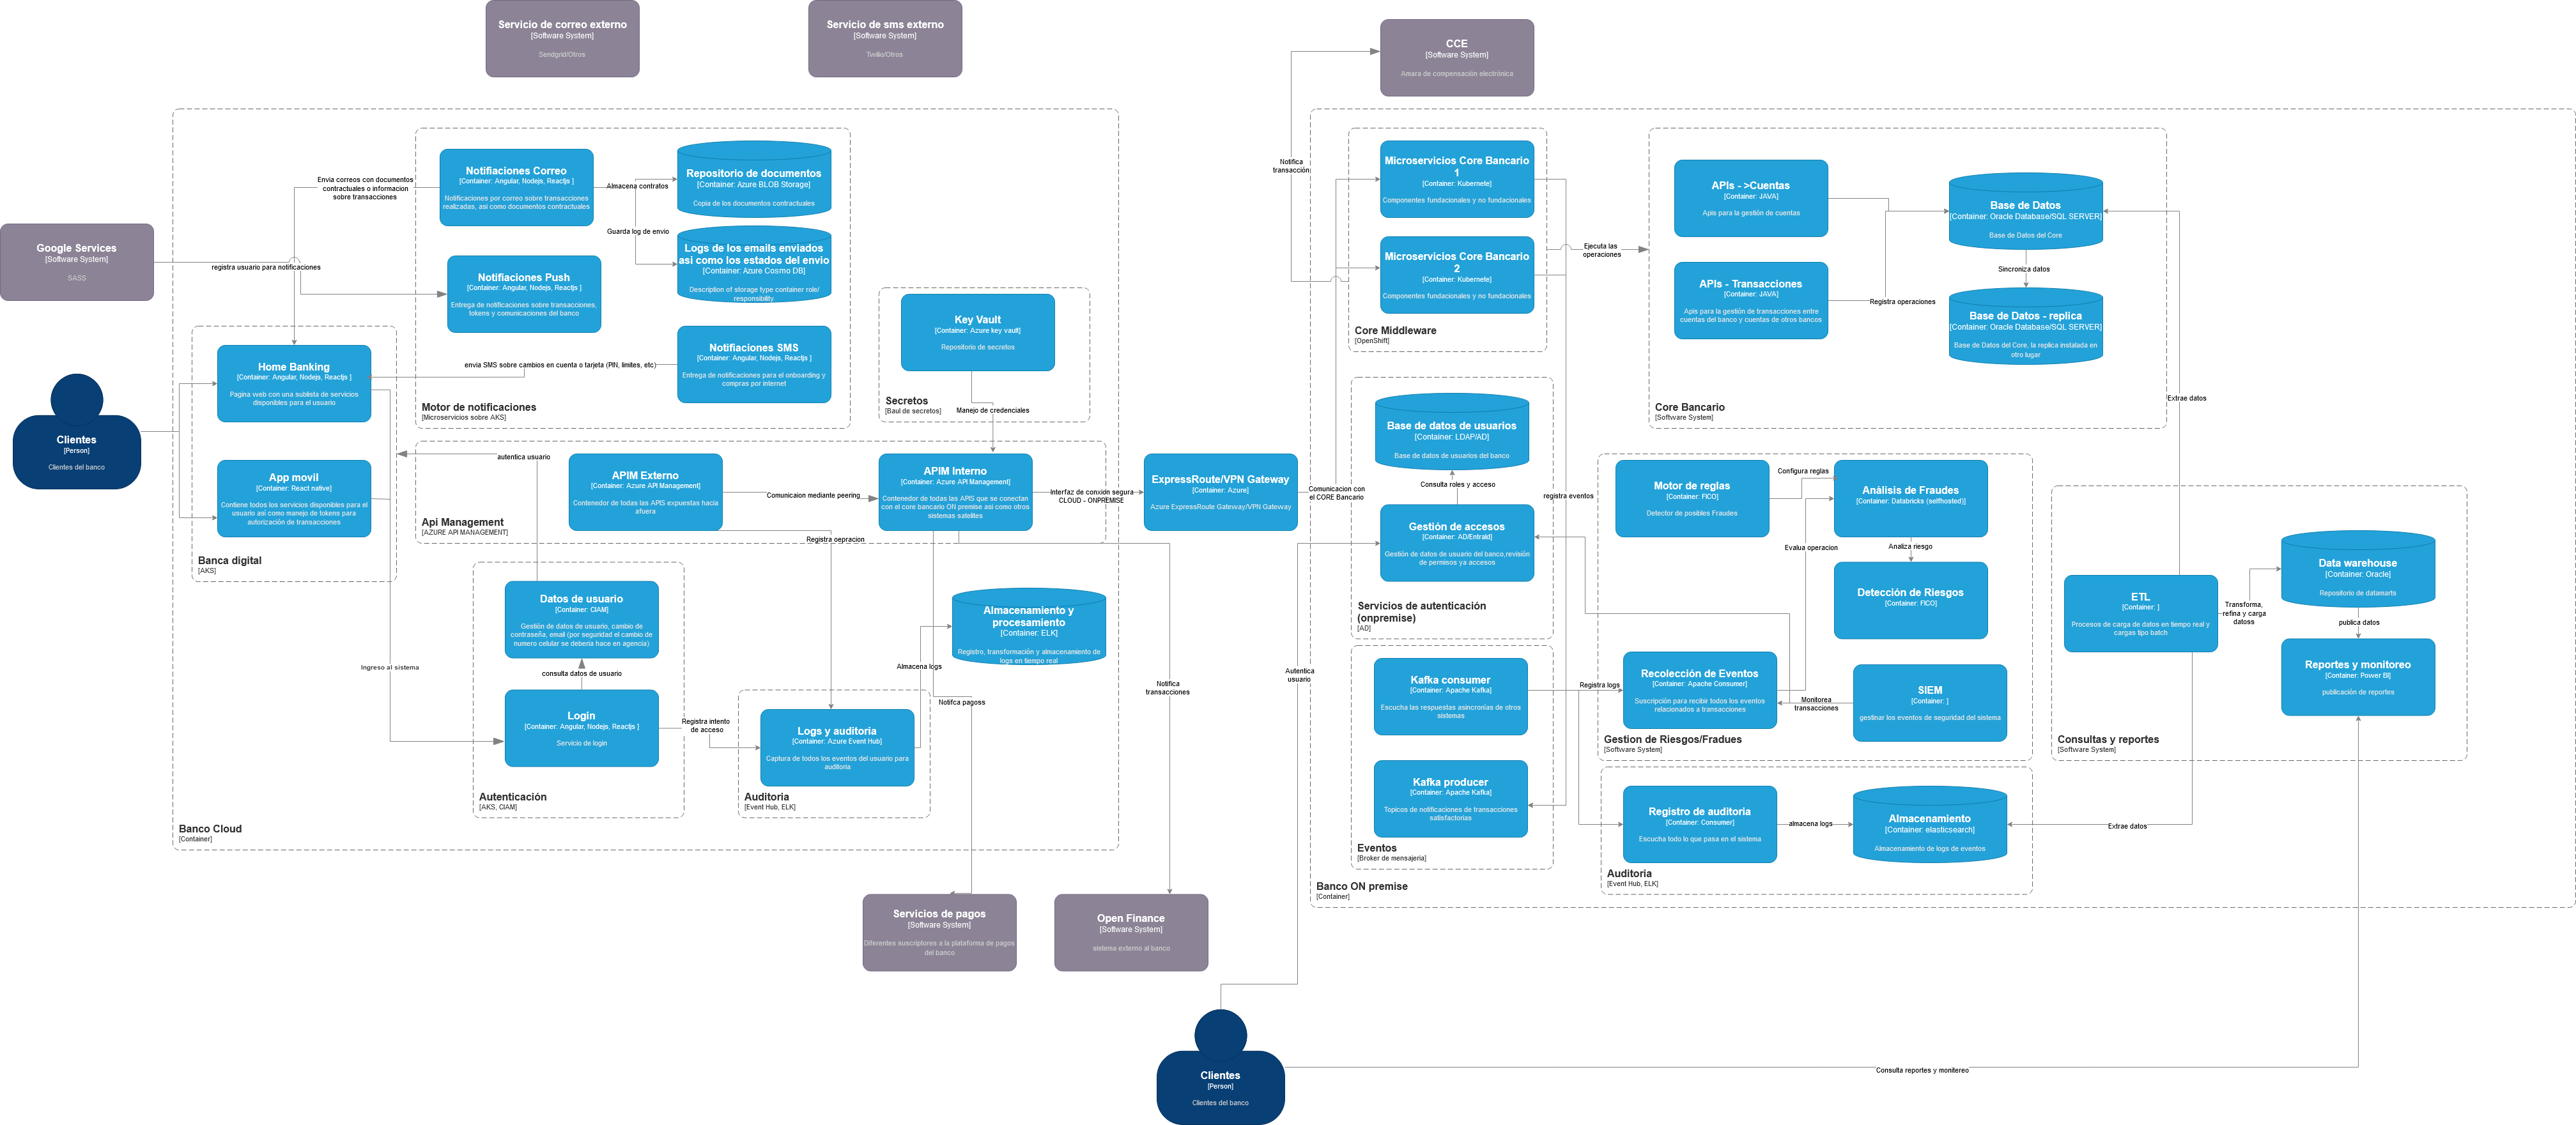 Servicio de correo externo
[Software System]
Sendgrid/Otros
Servicio de sms externo
[Software System]
Twilio/Otros
CCE
[Software System]
Amara de compensación electrónica
Google Services
[Software System]
SASS
registra usuario para notificaciones
Clientes
[Person]
Clientes del banco
Envia correos con documentos
contractuales o informacion
sobre transacciones
Notifiaciones Correo
[Container: Angular, Nodejs, Reactjs ]
Notificaciones por correo sobre transacciones
realizadas, asi como documentos contractuales
Almacena contratos
Guarda log de envio
Repositorio de documentos
[Container: Azure BLOB Storage]
Copia de los documentos contractuales
Logs de los emails enviados
asi como los estados del envio
[Container: Azure Cosmo DB]
Description of storage type container role/
responsibility
Notifiaciones Push
[Container: Angular, Nodejs, Reactjs ]
Entrega de notificaciones sobre transacciones,
tokens y comunicaciones del banco
Notifiaciones SMS
[Container: Angular, Nodejs, Reactjs ]
Entrega de notificaciones para el onboarding y
compras por internet
envia SMS sobre cambios en cuenta o tarjeta (PIN, limites, etc)
Motor de notificaciones
[Microservicios sobre AKS]
Key Vault
[Container: Azure key vault]
Repositorio de secretos
Secretos
[Baul de secretos]
Manejo de credenciales
Home Banking
[Container: Angular, Nodejs, Reactjs ]
Pagina web con una sublista de servicios
disponibles para el usuario
App movil
[Container: React native]
Contiene todos los servicios disponibles para el
usuario así como manejo de tokens para
autorización de transacciones
Banca digital
[AKS]
autentica usuario
APIM Externo
[Container: Azure API Management]
Contenedor de todas las APIS expuestas hacia
afuera
Comunicaion mediante peering
APIM Interno
[Container: Azure API Management]
Contenedor de todas las APIS que se conectan
con el core bancario ON premise asi como otros
sistemas satelites
Api Management
[AZURE API MANAGEMENT]
Registra oepracion
Interfaz de conxión segura
CLOUD - ONPREMISE
ExpressRoute/VPN Gateway
[Container: Azure]
Azure ExpressRoute Gateway/VPN Gateway
Comunicacion con
el CORE Bancario
Datos de usuario
[Container: CIAM]
Gestión de datos de usuario, cambio de
contraseña, email (por seguridad el cambio de
numero celular se deberia hace en agencia)
consulta datos de usuario
Login
[Container: Angular, Nodejs, Reactjs ]
Servicio de login
Ingreso al sistema
Autenticación
[AKS, CIAM]
Registra intento
de acceso
Logs y auditoria
[Container: Azure Event Hub]
Captura de todos los eventos del usuario para
auditoria
Auditoria
[Event Hub, ELK]
Almacena logs
Almacenamiento y
procesamiento
[Container: ELK]
Registro, transformación y almacenamiento de
logs en tiempo real
Notifca pagoss
Notifica
transacciones
Banco Cloud
[Container]
Servicios de pagos
[Software System]
Diferentes suscriptores a la plataforma de pagos
del banco
Open Finance
[Software System]
sistema externo al banco
Notifica
transacción
Microservicios Core Bancario
1
[Container: Kubernete]
Componentes fundacionales y no fundacionales
Microservicios Core Bancario
2
[Container: Kubernete]
Componentes fundacionales y no fundacionales
Core Middleware
[OpenShift]
Ejecuta las
operaciones
APIs - >Cuentas
[Container: JAVA]
Apis para la gestión de cuentas
APIs - Transacciones
[Container: JAVA]
Apis para la gestión de transacciones entre
cuentas del banco y cuentas de otros bancos
Registra operaciones
Base de Datos
[Container: Oracle Database/SQL SERVER]
Base de Datos del Core
Sincroniza datos
Base de Datos - replica
[Container: Oracle Database/SQL SERVER]
Base de Datos del Core, la replica instalada en
otro lugar
Core Bancario
[Software System]
Extrae datos
Base de datos de usuarios
[Container: LDAP/AD]
Base de datos de usuarios del banco
Consulta roles y acceso
Gestión de accesos
[Container: AD/EntraId]
Gestión de datos de usuario del banco,revisión
de permisos ya accesos
Servicios de autenticación
(onpremise)
[AD]
registra eventos
Motor de reglas
[Container: FICO]
Detector de posibles Fraudes
Configura reglas
Análisis de Fraudes
[Container: Databricks (selfhosted)]
Evalua operacion
Analiza riesgo
Detección de Riesgos
[Container: FICO]
Recolección de Eventos
[Container: Apache Consumer]
Suscripción para recibir todos los eventos
relacionados a transacciones
Monitorea
transacciones
SIEM
[Container: ]
gestinar los eventos de seguridad del sistema
Gestion de Riesgos/Fradues
[Software System]
Autentica
usuario
Kafka consumer
[Container: Apache Kafka]
Escucha las respuestas asincronías de otros
sistemas
Registra logs
Kafka producer
[Container: Apache Kafka]
Topicos de notificaciones de transacciones
satisfactorias
Eventos
[Broker de mensajeria]
Registro de auditoria
[Container: Consumer]
Escucha todo lo que pasa en el sistema
almacena logs
Almacenamiento
[Container: elasticsearch]
Almacenamiento de logs de eventos
Auditoria
[Event Hub, ELK]
Extrae datos
ETL
[Container: ]
Procesos de carga de datos en tiempo real y
cargas tipo batch
Transforma,
refina y carga
datoss
Data warehouse
[Container: Oracle]
Repositorio de datamarts
publica datos
Reportes y monitoreo
[Container: Power BI]
publicación de reportes
Consultas y reportes
[Software System]
Banco ON premise
[Container]
Clientes
[Person]
Clientes del banco
Consulta reportes y monitereo